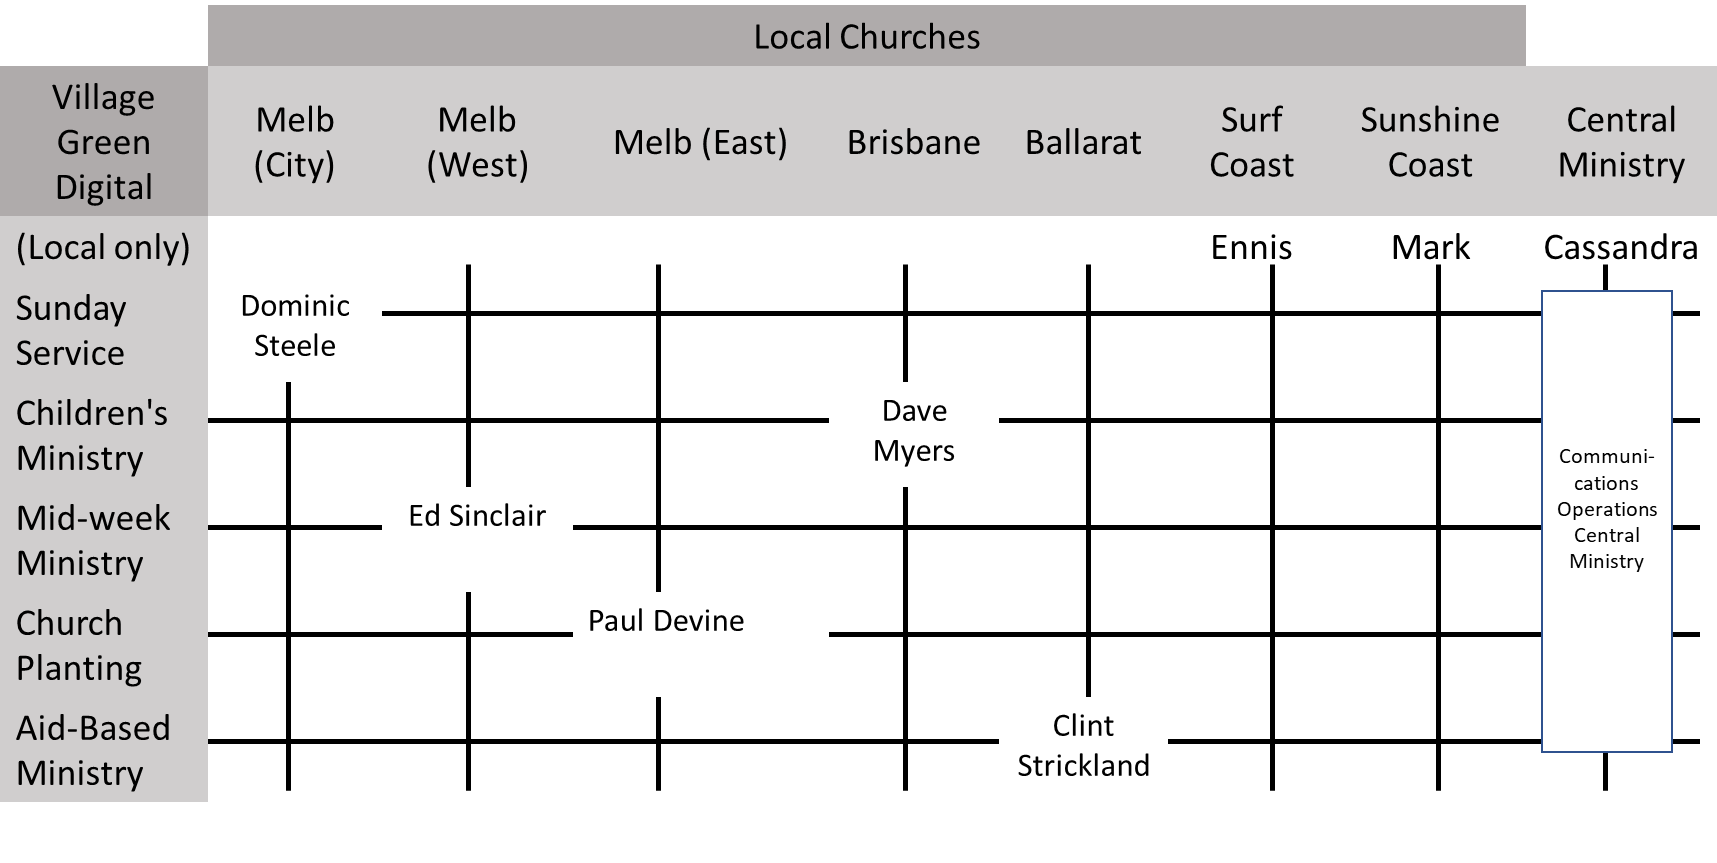 Local Churches
Village
Green
Digital
Melb
(City)
Melb
(West)
Melb (East)
Brisbane
Ballarat
Surf
Coast
Sunshine
Coast
Central
Ministry
(Local only)
Ennis
Mark
Cassandra
Sunday
Service
Dominic
Steele
Children's
Ministry
Dave
Myers
Mid-week
Ministry
Ed Sinclair
Communi-
cations
Operations
Central
Ministry
Church
Planting
Paul Devine
Aid-Based
Ministry
Clint
Strickland